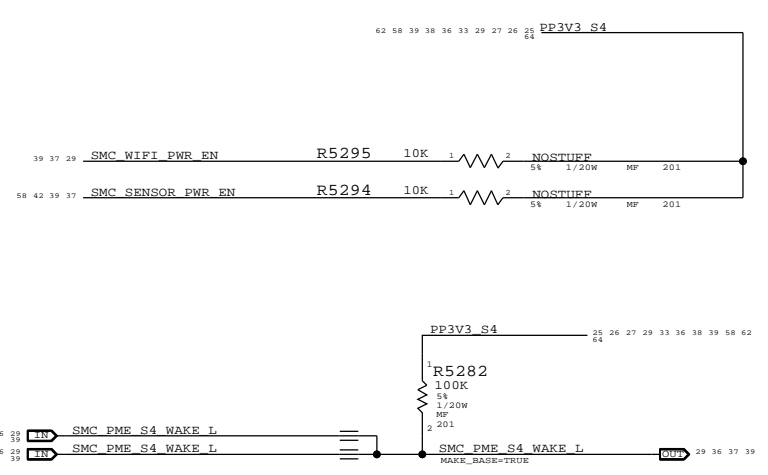 62 58 39 38 36 33 29 27 26 25 PP3V3_S4
64
39 37 29 SMC_WIFI_PWR_EN R5295 10K 1 2 NOSTUFF
5% 1/20W MF 201
58 42 39 37 SMC_SENSOR_PWR_EN R5294 10K 1 2 NOSTUFF
5% 1/20W MF 201
PP3V3_S4 25 26 27 29 33 36 38 39 58 62
64
1 R5282
100K
5%
1/20W
MF
2 201
6 29 IN SMC_PME_S4_WAKE_L
39
6 29 IN SMC_PME_S4_WAKE_L SMC_PME_S4_WAKE_L OUT 29 36 37 39
39 MAKE_BASE=TRUE